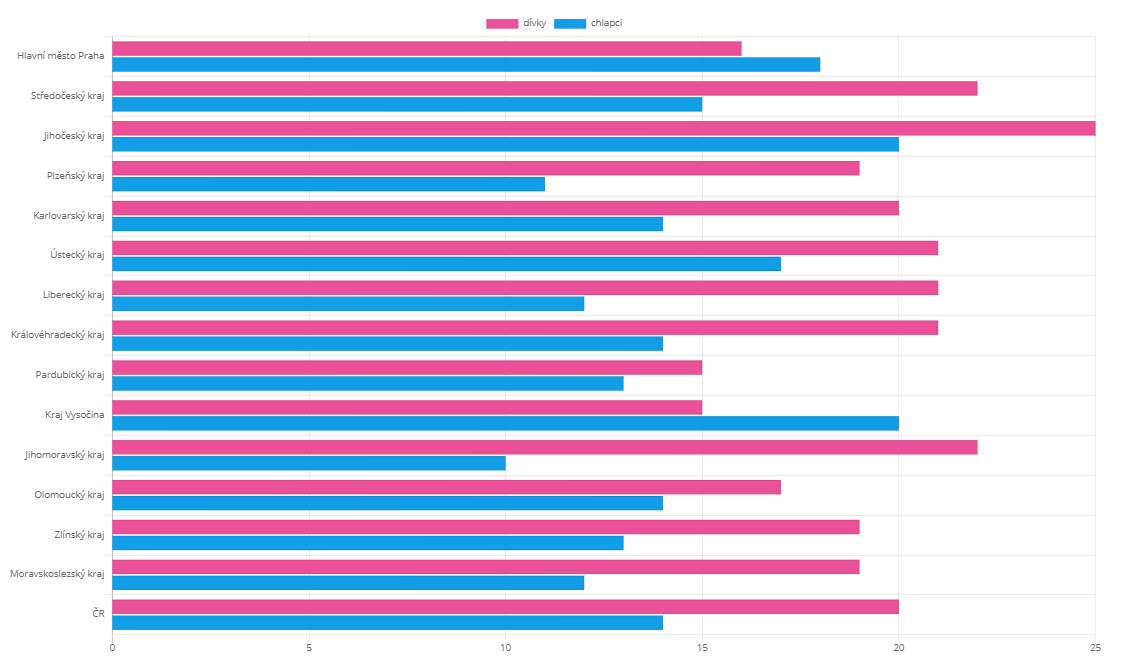 dívky chlapci
Hlavní město Praha
Středočeský kraj
Jihočeský kraj
Plzeňský kraj
Karlovarský kraj
Ústecký kraj
Liberecký kraj
Královéhradecký kraj
Pardubický kraj
Kraj Vysočina
Jihomoravský kraj
Olomoucký kraj
Zlínský kraj
Moravskoslezský kraj
ČR
0 5 10 15 20 25